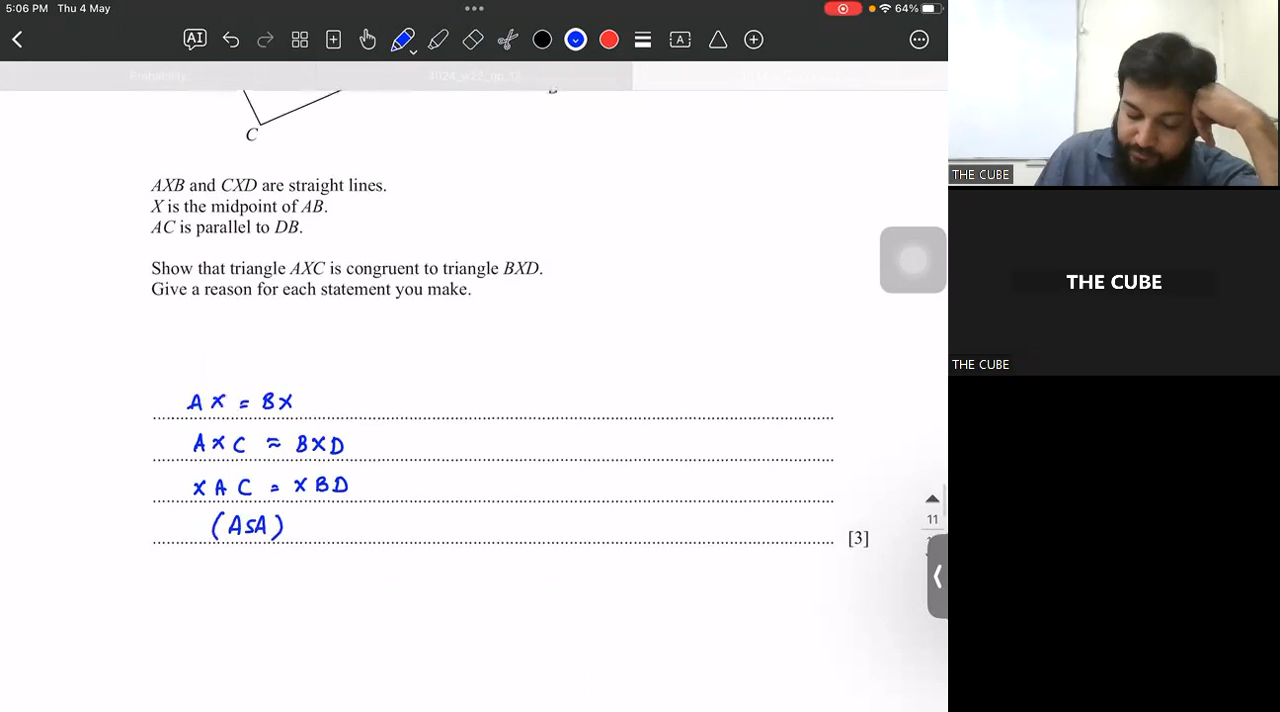 5:06 PM Thu 4 May
64%
AI
A
Probability
C
AXB and CXD are straight lines.
X is the midpoint of AB.
AC is parallel to DB.
Show that triangle AXC is congruent to triangle BXD.
Give a reason for each statement you make.
AX = BX
AXC = BXD
XAC = XBD
(ASA)
[3]
11
THE CUBE
THE CUBE
THE CUBE